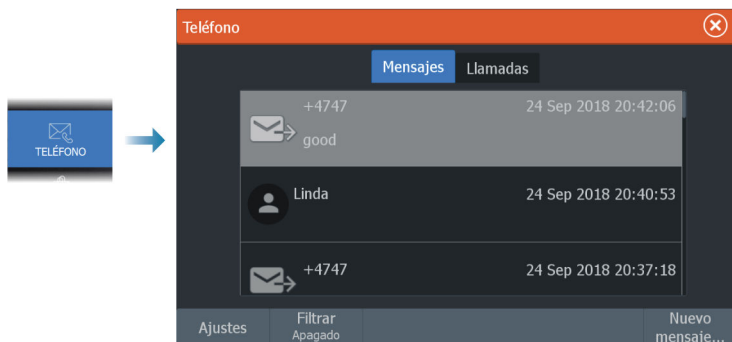 Teléfono
Mensajes Llamadas
+4747 24 Sep 2018 20:42:06
good
TELÉFONO
Linda 24 Sep 2018 20:40:53
+4747 24 Sep 2018 20:37:18
Ajustes
Filtrar
Apagado
Nuevo
mensaje...